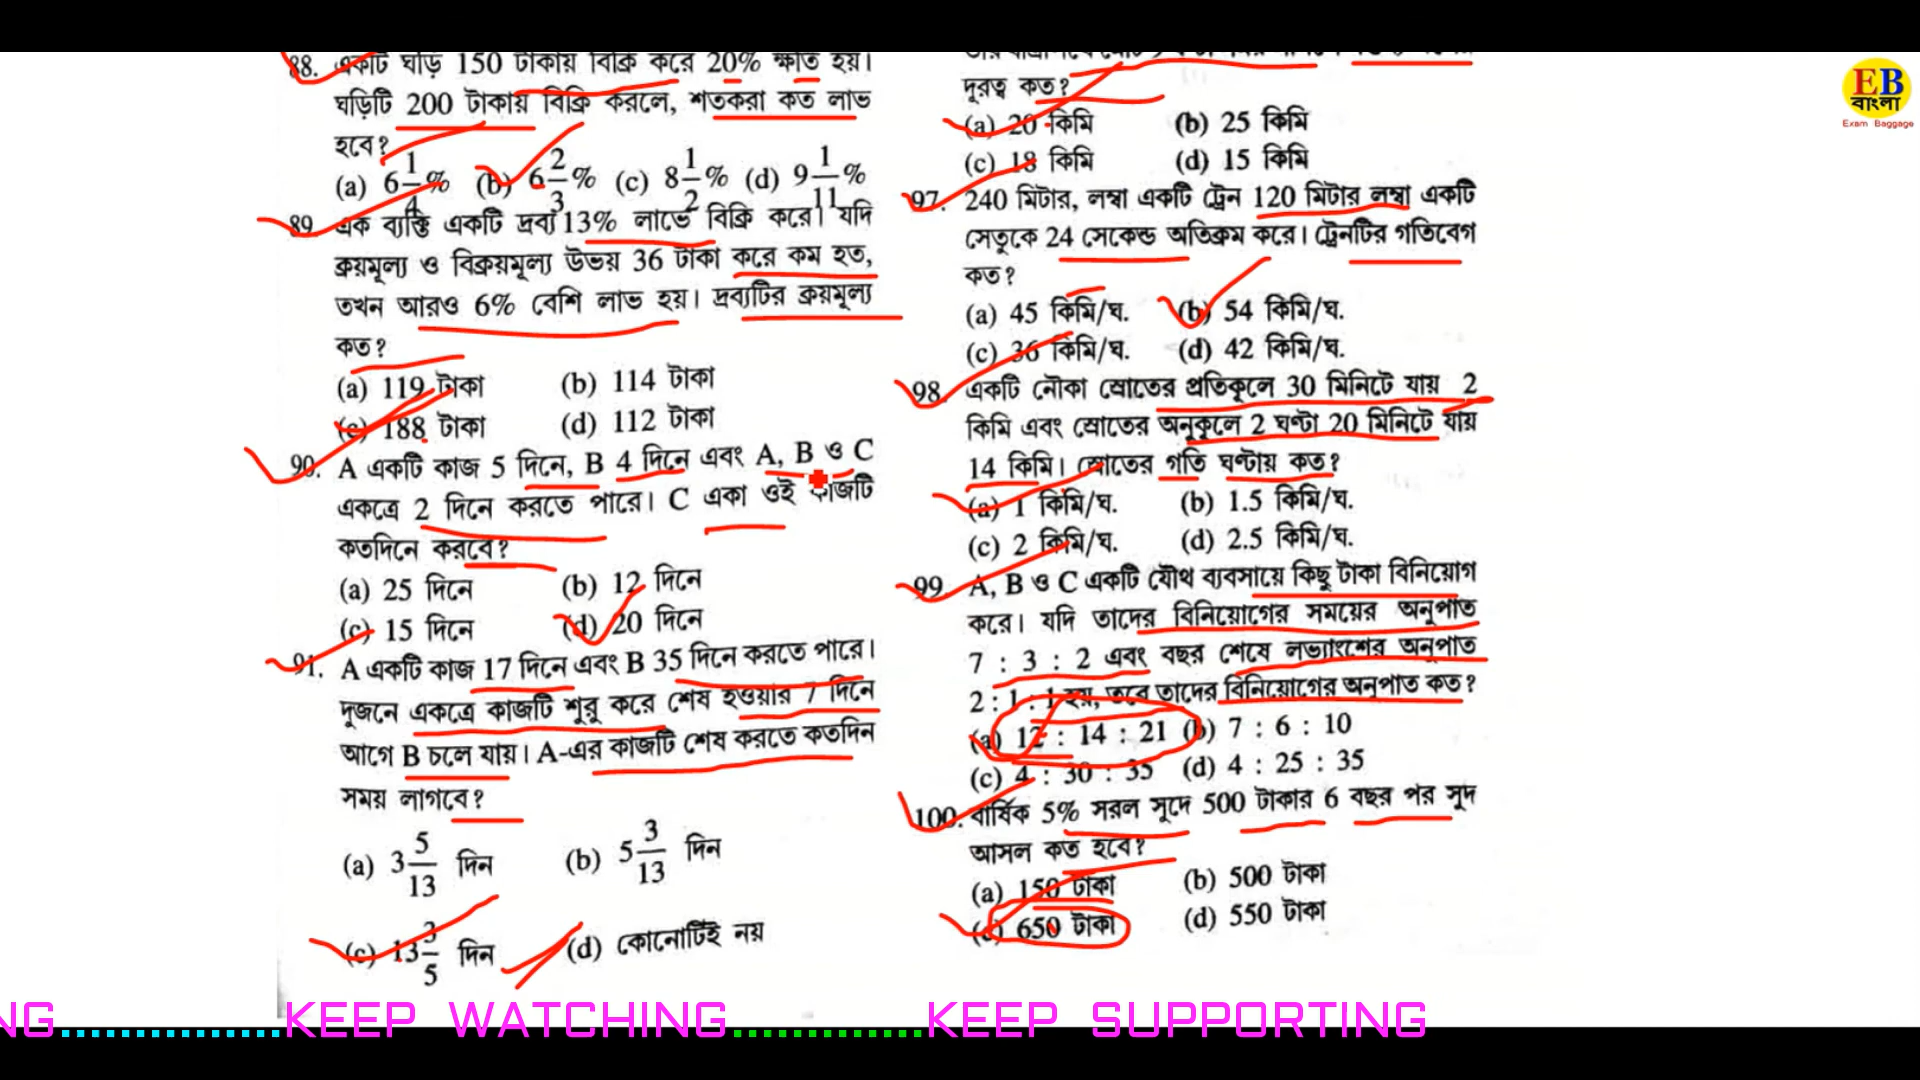 88. একটি ঘড়ি 150 টাকায় বিক্রি করে 20% ক্ষতি হয়।
ঘড়িটি 200 টাকায় বিক্রি করলে, শতকরা কত লাভ
হবে?
(a) 6 1/4 % (b) 6 2/3 % (c) 8 1/2 % (d) 9 1/11 %
89. এক ব্যক্তি একটি দ্রব্য 13% লাভে বিক্রি করে। যদি
ক্রয়মূল্য ও বিক্রয়মূল্য উভয় 36 টাকা করে কম হত,
তখন আরও 6% বেশি লাভ হয়। দ্রব্যটির ক্রয়মূল্য
কত?
(a) 119 টাকা (b) 114 টাকা
(c) 188 টাকা (d) 112 টাকা
90. A একটি কাজ 5 দিনে, B 4 দিনে এবং A, B ও C
একত্রে 2 দিনে করতে পারে। C একা ওই কাজটি
কতদিনে করবে?
(a) 25 দিনে (b) 12 দিনে
(c) 15 দিনে (d) 20 দিনে
91. A একটি কাজ 17 দিনে এবং B 35 দিনে করতে পারে।
দুজনে একত্রে কাজটি শুরু করে শেষ হওয়ার 7 দিনে
আগে B চলে যায়। A-এর কাজটি শেষ করতে কতদিন
সময় লাগবে?
(a) 3 5/13 দিন (b) 5 3/13 দিন
(c) 13 3/5 দিন (d) কোনোটিই নয়
দূরত্ব কত?
(a) 20 কিমি (b) 25 কিমি
(c) 18 কিমি (d) 15 কিমি
97. 240 মিটার, লম্বা একটি ট্রেন 120 মিটার লম্বা একটি
সেতুকে 24 সেকেন্ড অতিক্রম করে। ট্রেনটির গতিবেগ
কত?
(a) 45 কিমি/ঘ. (b) 54 কিমি/ঘ.
(c) 36 কিমি/ঘ. (d) 42 কিমি/ঘ.
98. একটি নৌকা স্রোতের প্রতিকূলে 30 মিনিটে যায় 2
কিমি এবং স্রোতের অনুকূলে 2 ঘণ্টা 20 মিনিটে যায়
14 কিমি। স্রোতের গতি ঘণ্টায় কত?
(a) 1 কিমি/ঘ. (b) 1.5 কিমি/ঘ.
(c) 2 কিমি/ঘ. (d) 2.5 কিমি/ঘ.
99. A, B ও C একটি যৌথ ব্যবসায়ে কিছু টাকা বিনিয়োগ
করে। যদি তাদের বিনিয়োগের সময়ের অনুপাত
7 : 3 : 2 এবং বছর শেষে লভ্যাংশের অনুপাত
2 : 1 : 1 হয়, তবে তাদের বিনিয়োগের অনুপাত কত?
(a) 12 : 14 : 21 (b) 7 : 6 : 10
(c) 4 : 30 : 35 (d) 4 : 25 : 35
100. বার্ষিক 5% সরল সুদে 500 টাকার 6 বছর পর সুদ
আসল কত হবে?
(a) 150 টাকা (b) 500 টাকা
(c) 650 টাকা (d) 550 টাকা
EB
বাংলা
Exam Baggage
NG..............KEEP WATCHING............KEEP SUPPORTING